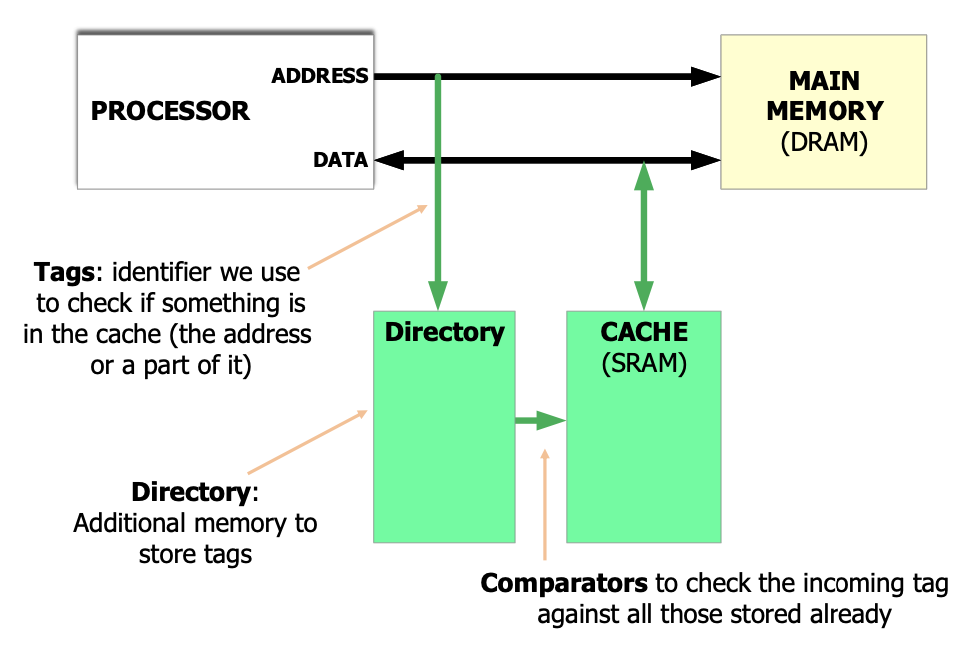 ADDRESS
PROCESSOR
DATA
MAIN
MEMORY
(DRAM)
Tags: identifier we use
to check if something is
in the cache (the address
or a part of it)
Directory
CACHE
(SRAM)
Directory:
Additional memory to
store tags
Comparators to check the incoming tag
against all those stored already